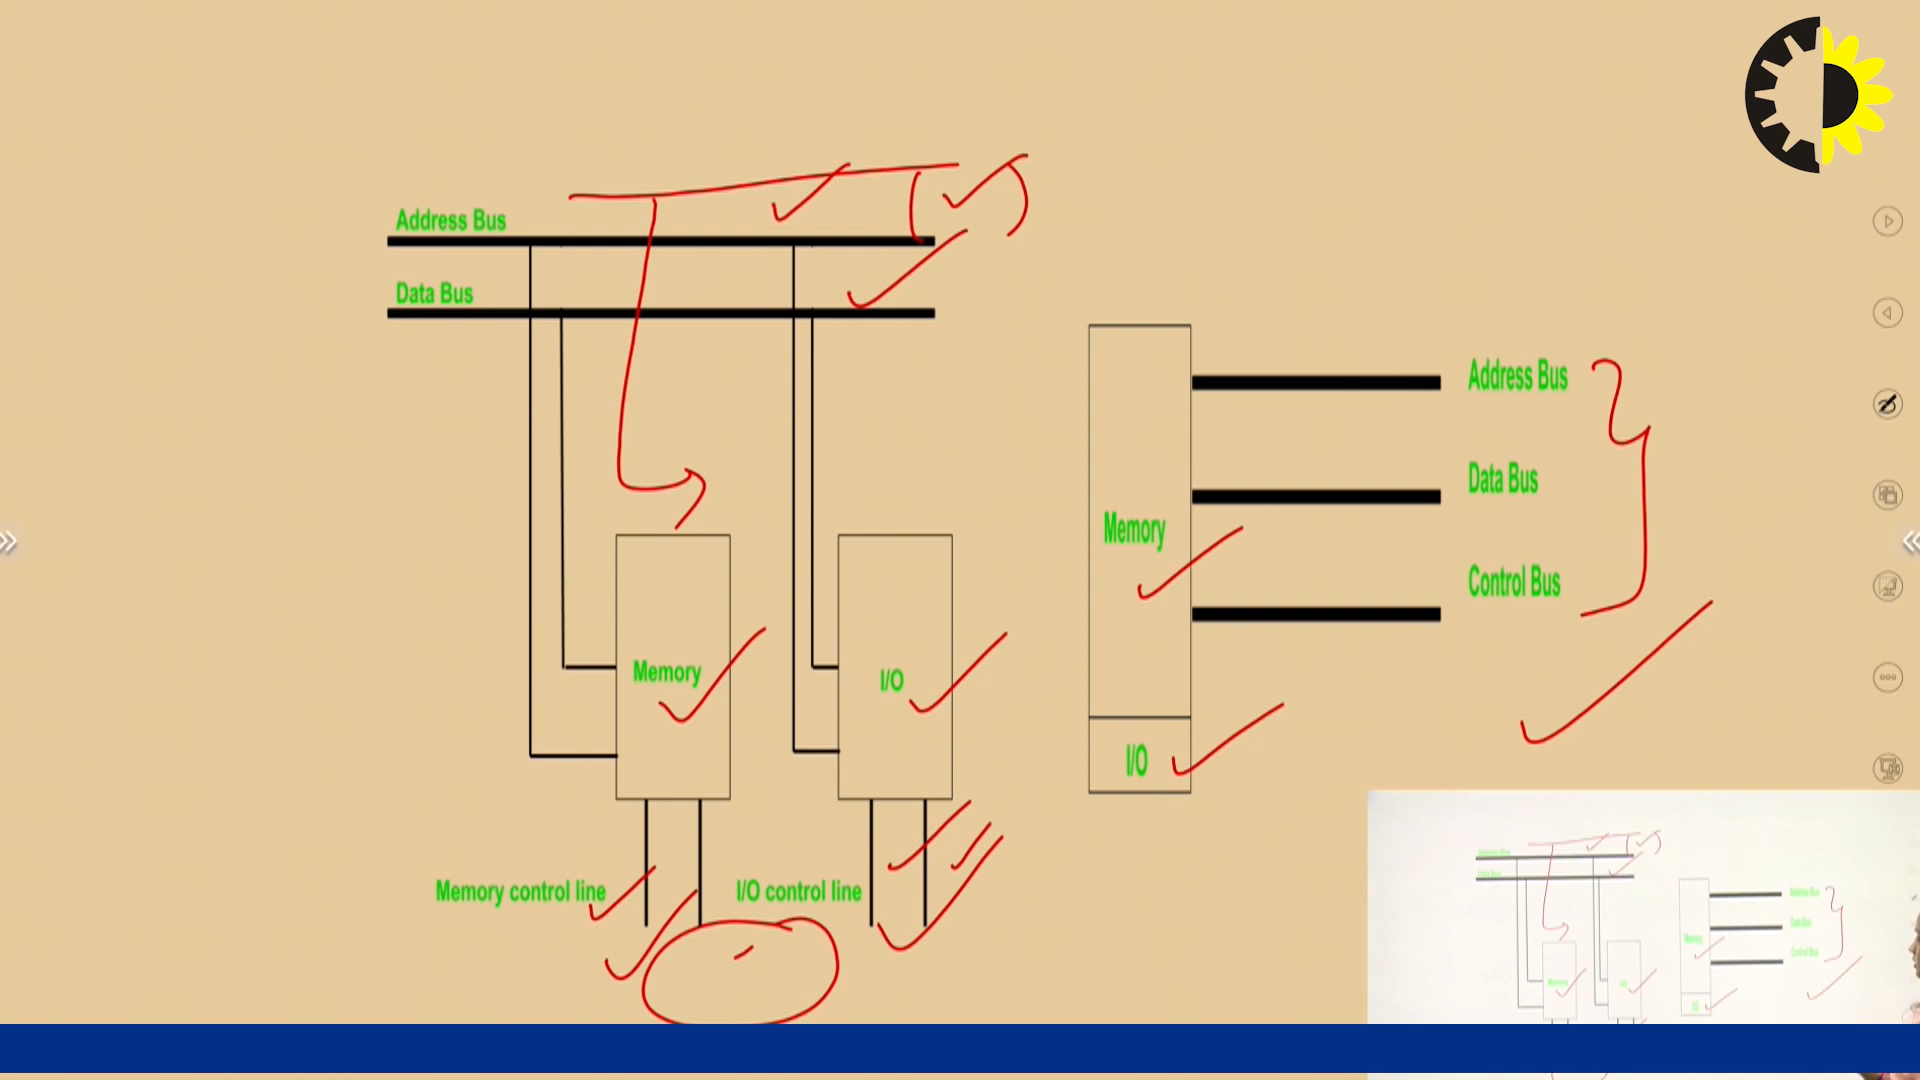 Address Bus
Data Bus
Memory
I/O
Memory control line
I/O control line
Memory
I/O
Address Bus
Data Bus
Control Bus